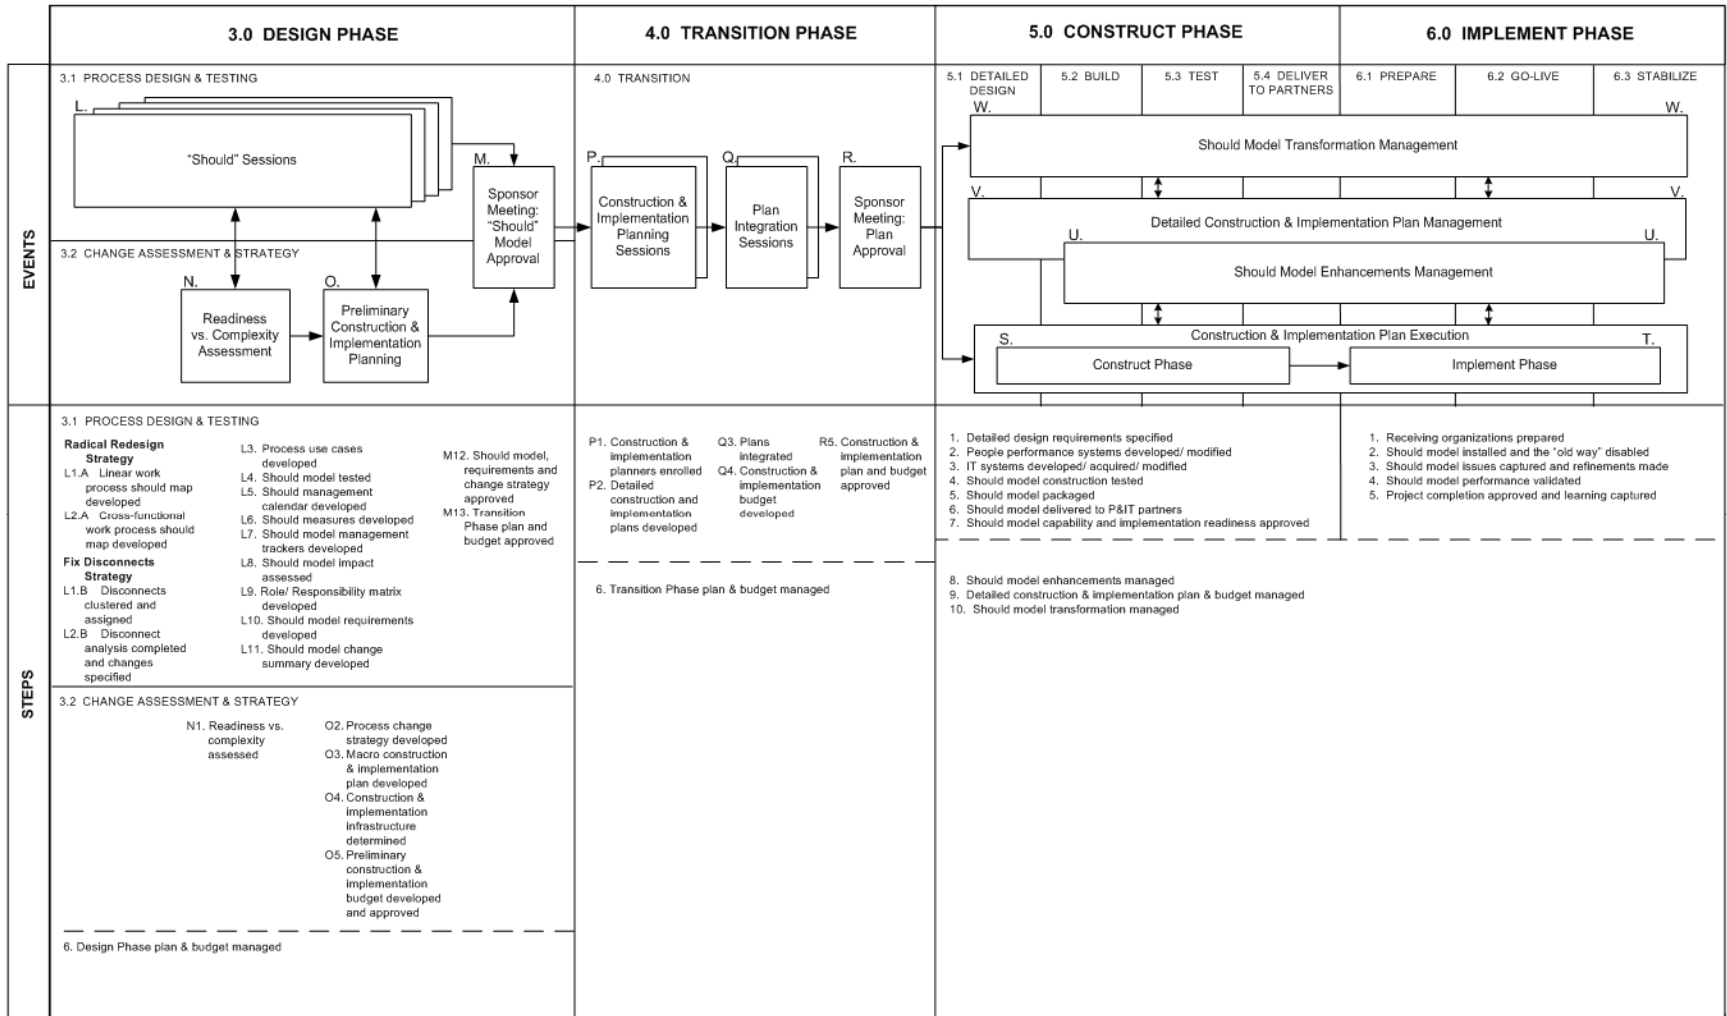 3.0 DESIGN PHASE
4.0 TRANSITION PHASE
5.0 CONSTRUCT PHASE
6.0 IMPLEMENT PHASE
EVENTS
3.1 PROCESS DESIGN & TESTING
L.
"Should" Sessions
M.
Sponsor
Meeting:
"Should"
Model
Approval
3.2 CHANGE ASSESSMENT & STRATEGY
N.
Readiness
vs. Complexity
Assessment
O.
Preliminary
Construction &
Implementation
Planning
4.0 TRANSITION
P.
Construction &
Implementation
Planning
Sessions
Q.
Plan
Integration
Sessions
R.
Sponsor
Meeting:
Plan
Approval
5.1 DETAILED
DESIGN
5.2 BUILD
5.3 TEST
5.4 DELIVER
TO PARTNERS
6.1 PREPARE
6.2 GO-LIVE
6.3 STABILIZE
W.
W.
Should Model Transformation Management
V.
V.
Detailed Construction & Implementation Plan Management
U.
U.
Should Model Enhancements Management
Construction & Implementation Plan Execution
S.
T.
Construct Phase
Implement Phase
STEPS
3.1 PROCESS DESIGN & TESTING
Radical Redesign
Strategy
L1.A Linear work
process should map
developed
L2.A Cross-functional
work process should
map developed
Fix Disconnects
Strategy
L1.B Disconnects
clustered and
assigned
L2.B Disconnect
analysis completed
and changes
specified
L3. Process use cases
developed
L4. Should model tested
L5. Should management
calendar developed
L6. Should measures developed
L7. Should model management
trackers developed
L8. Should model impact
assessed
L9. Role/ Responsibility matrix
developed
L10. Should model requirements
developed
L11. Should model change
summary developed
M12. Should model,
requirements and
change strategy
approved
M13. Transition
Phase plan and
budget approved
3.2 CHANGE ASSESSMENT & STRATEGY
N1. Readiness vs.
complexity
assessed
O2. Process change
strategy developed
O3. Macro construction
& implementation
plan developed
O4. Construction &
implementation
infrastructure
determined
O5. Preliminary
construction &
implementation
budget developed
and approved
6. Design Phase plan & budget managed
P1. Construction &
implementation
planners enrolled
P2. Detailed
construction and
implementation
plans developed
Q3. Plans
integrated
Q4. Construction &
implementation
budget
developed
R5. Construction &
implementation
plan and budget
approved
6. Transition Phase plan & budget managed
1. Detailed design requirements specified
2. People performance systems developed/ modified
3. IT systems developed/ acquired/ modified
4. Should model construction tested
5. Should model packaged
6. Should model delivered to P&IT partners
7. Should model capability and implementation readiness approved
1. Receiving organizations prepared
2. Should model installed and the "old way" disabled
3. Should model issues captured and refinements made
4. Should model performance validated
5. Project completion approved and learning captured
8. Should model enhancements managed
9. Detailed construction & implementation plan & budget managed
10. Should model transformation managed